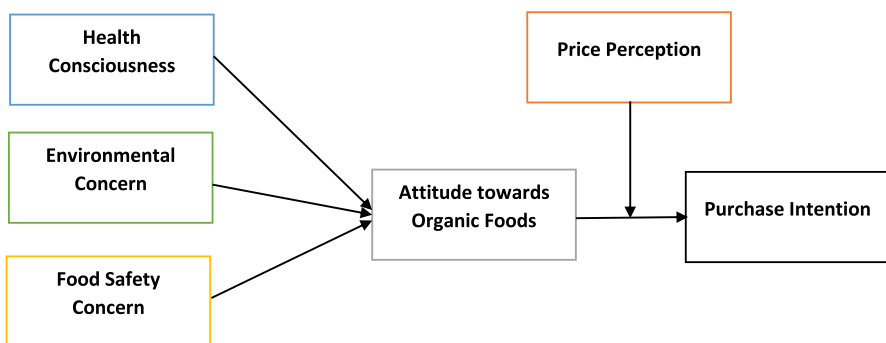 Health
Consciousness
Price Perception
Environmental
Concern
Attitude towards
Organic Foods
Purchase Intention
Food Safety
Concern